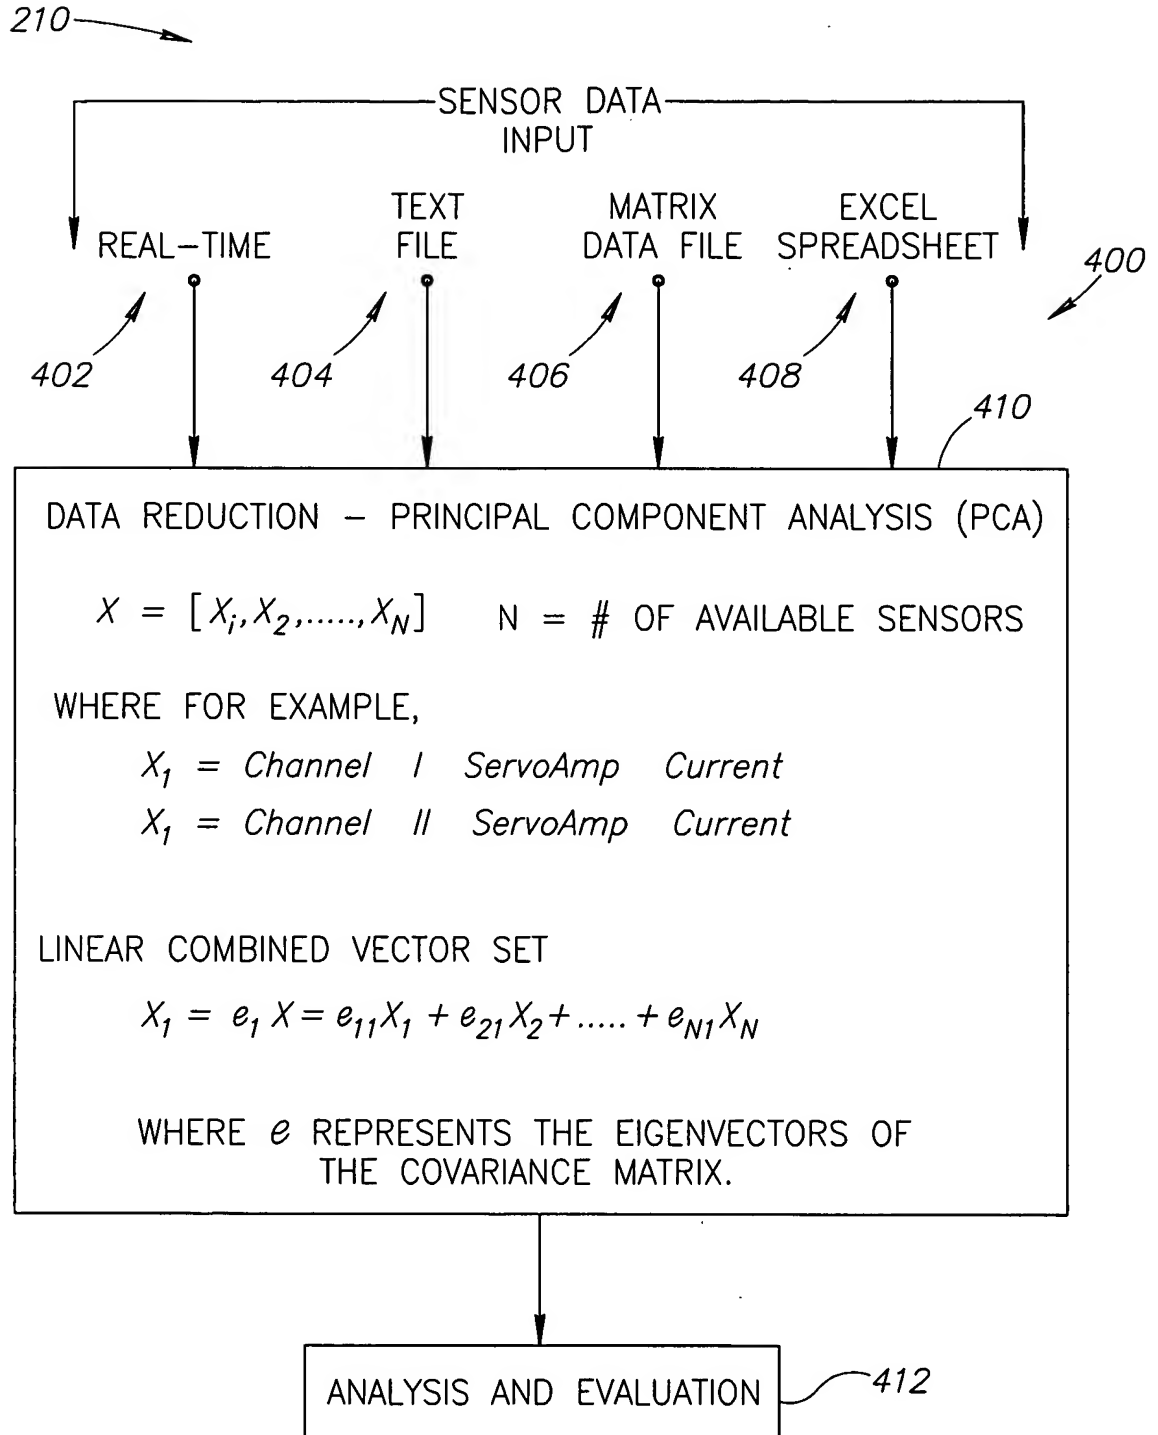 210
SENSOR DATA
INPUT
REAL-TIME
TEXT
FILE
MATRIX
DATA FILE
EXCEL
SPREADSHEET
400
402
404
406
408
410
DATA REDUCTION – PRINCIPAL COMPONENT ANALYSIS (PCA)
X = [X_i, X_2, ....., X_N] N = # OF AVAILABLE SENSORS
WHERE FOR EXAMPLE,
X_1 = Channel I ServoAmp Current
X_1 = Channel II ServoAmp Current
LINEAR COMBINED VECTOR SET
X_1 = e_1 X = e_11 X_1 + e_21 X_2 + ..... + e_N1 X_N
WHERE e REPRESENTS THE EIGENVECTORS OF
THE COVARIANCE MATRIX.
ANALYSIS AND EVALUATION
412